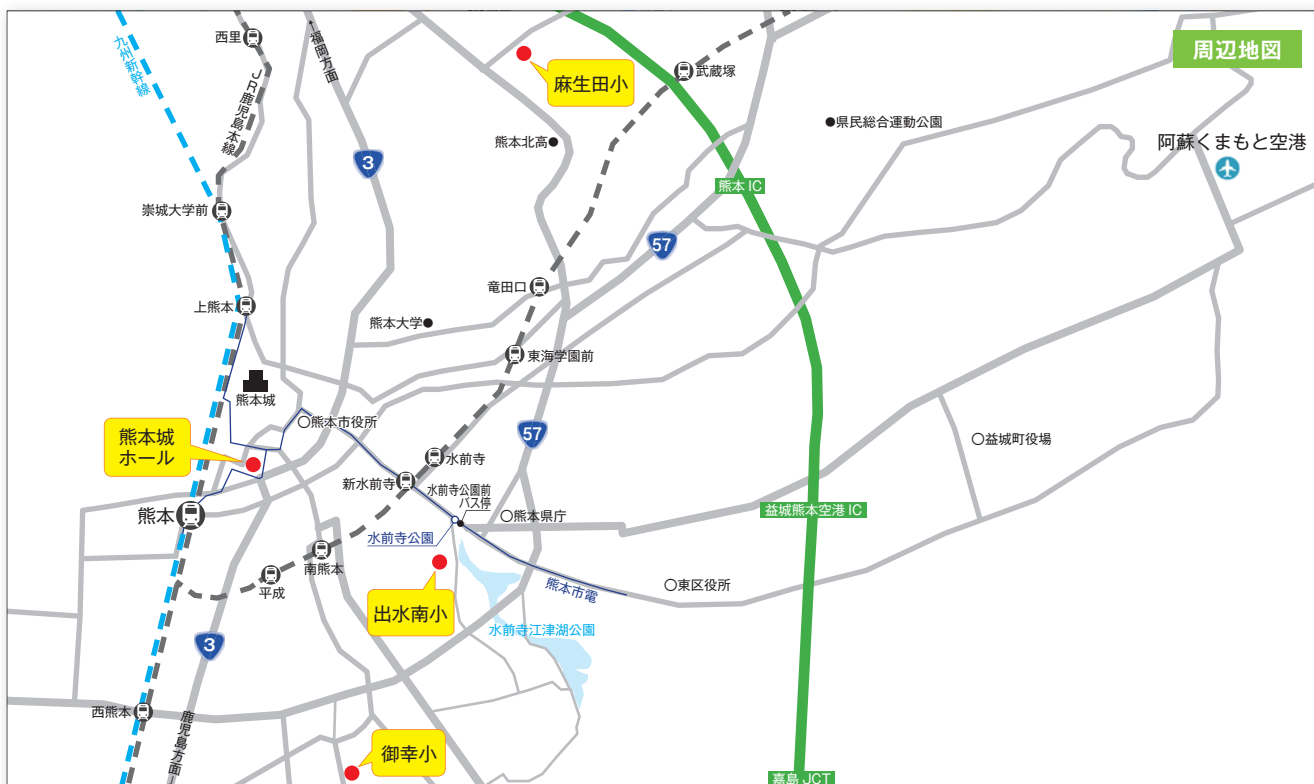 周辺地図
西里
九州新幹線
JR鹿児島本線
←福岡方面
麻生田小
武蔵塚
県民総合運動公園
熊本北高
阿蘇くまもと空港
3
熊本 IC
崇城大学前
57
竜田口
上熊本
熊本大学
東海学園前
熊本城
熊本市役所
熊本城
ホール
57
益城町役場
水前寺
新水前寺
水前寺公園前
バス停
熊本
熊本県庁
益城熊本空港 IC
水前寺公園
南熊本
平成
熊本市電
東区役所
出水南小
水前寺江津湖公園
3
西熊本
鹿児島方面→
御幸小
嘉島 JCT